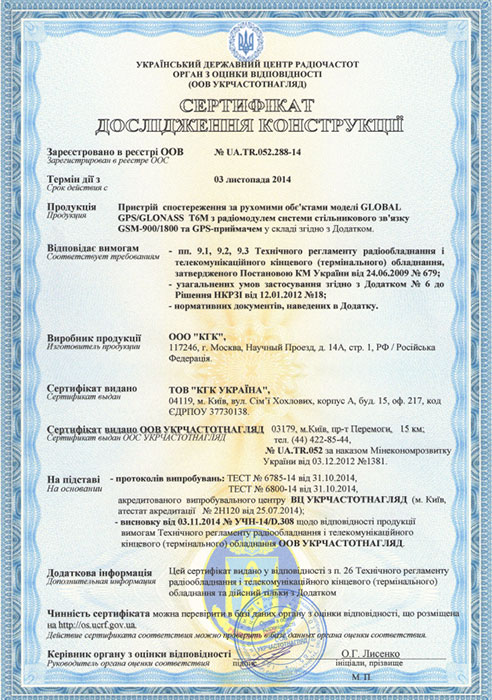 УКРАЇНСЬКИЙ ДЕРЖАВНИЙ ЦЕНТР РАДІОЧАСТОТ
ОРГАН З ОЦІНКИ ВІДПОВІДНОСТІ
(ООВ УКРЧАСТОТНАГЛЯД)
СЕРТИФІКАТ
ДОСЛІДЖЕННЯ КОНСТРУКЦІЇ
Зареєстровано в реєстрі ООВ № UA.TR.052.288-14
Зарегистрирован в реестре ООС
Термін дії з 03 листопада 2014
Срок действия с
Продукція Пристрій спостереження за рухомими об'єктами моделі GLOBAL
Продукция GPS/GLONASS T6M з радіомодулем системи стільникового зв'язку
GSM-900/1800 та GPS-приймачем у складі згідно з Додатком.
Відповідає вимогам - пп. 9.1, 9.2, 9.3 Технічного регламенту радіообладнання і
Соответствует требованиям телекомунікаційного кінцевого (термінального) обладнання,
затвердженого Постановою КМ України від 24.06.2009 № 679;
- узагальнених умов застосування згідно з Додатком № 6 до
Рішення НКРЗІ від 12.01.2012 №18;
- нормативних документів, наведених в Додатку.
Виробник продукції ООО "КГК",
Изготовитель продукции 117246, г. Москва, Научный Проезд, д. 14А, стр. 1, РФ / Російська
Федерація.
Сертифікат видано ТОВ "КГК УКРАЇНА",
Сертификат выдан 04119, м. Київ, вул. Сім'ї Хохлових, корпус А, буд. 15, оф. 217, код
ЄДРПОУ 37730138.
Сертифікат видано ООВ УКРЧАСТОТНАГЛЯД 03179, м.Київ, пр-т Перемоги, 15 км;
Сертификат выдан ООС УКРЧАСТОТНАГЛЯД тел. (44) 422-85-44,
№ UA.TR.052 за наказом Мінекономрозвитку
України від 03.12.2012 №1381.
На підставі - протоколів випробувань: ТЕСТ № 6785-14 від 31.10.2014,
На основании ТЕСТ № 6800-14 від 31.10.2014,
акредитованого випробувального центру ВЦ УКРЧАСТОТНАГЛЯД (м. Київ,
атестат акредитації № 2Н120 від 25.07.2014);
- висновку від 03.11.2014 № УЧН-14/D.308 щодо відповідності продукції
вимогам Технічного регламенту радіообладнання і телекомунікаційного
кінцевого (термінального) обладнання ООВ УКРЧАСТОТНАГЛЯД.
Додаткова інформація Цей сертифікат видано у відповідності з п. 26 Технічного регламенту
Дополнительная информация радіообладнання і телекомунікаційного кінцевого (термінального)
обладнання та дійсний тільки з Додатком
Чинність сертифіката можна перевірити в базі даних органу з оцінки відповідності, що розміщена
на http://os.ucrf.gov.ua.
Действие сертификата соответствия можно проверить в базе данных органа оценки соответствия.
Керівник органу з оцінки відповідності О.Г. Лисенко
Руководитель органа оценки соответствия підпис ініціали, прізвище
УКРЧАСТОТНАГЛЯД
М. П.